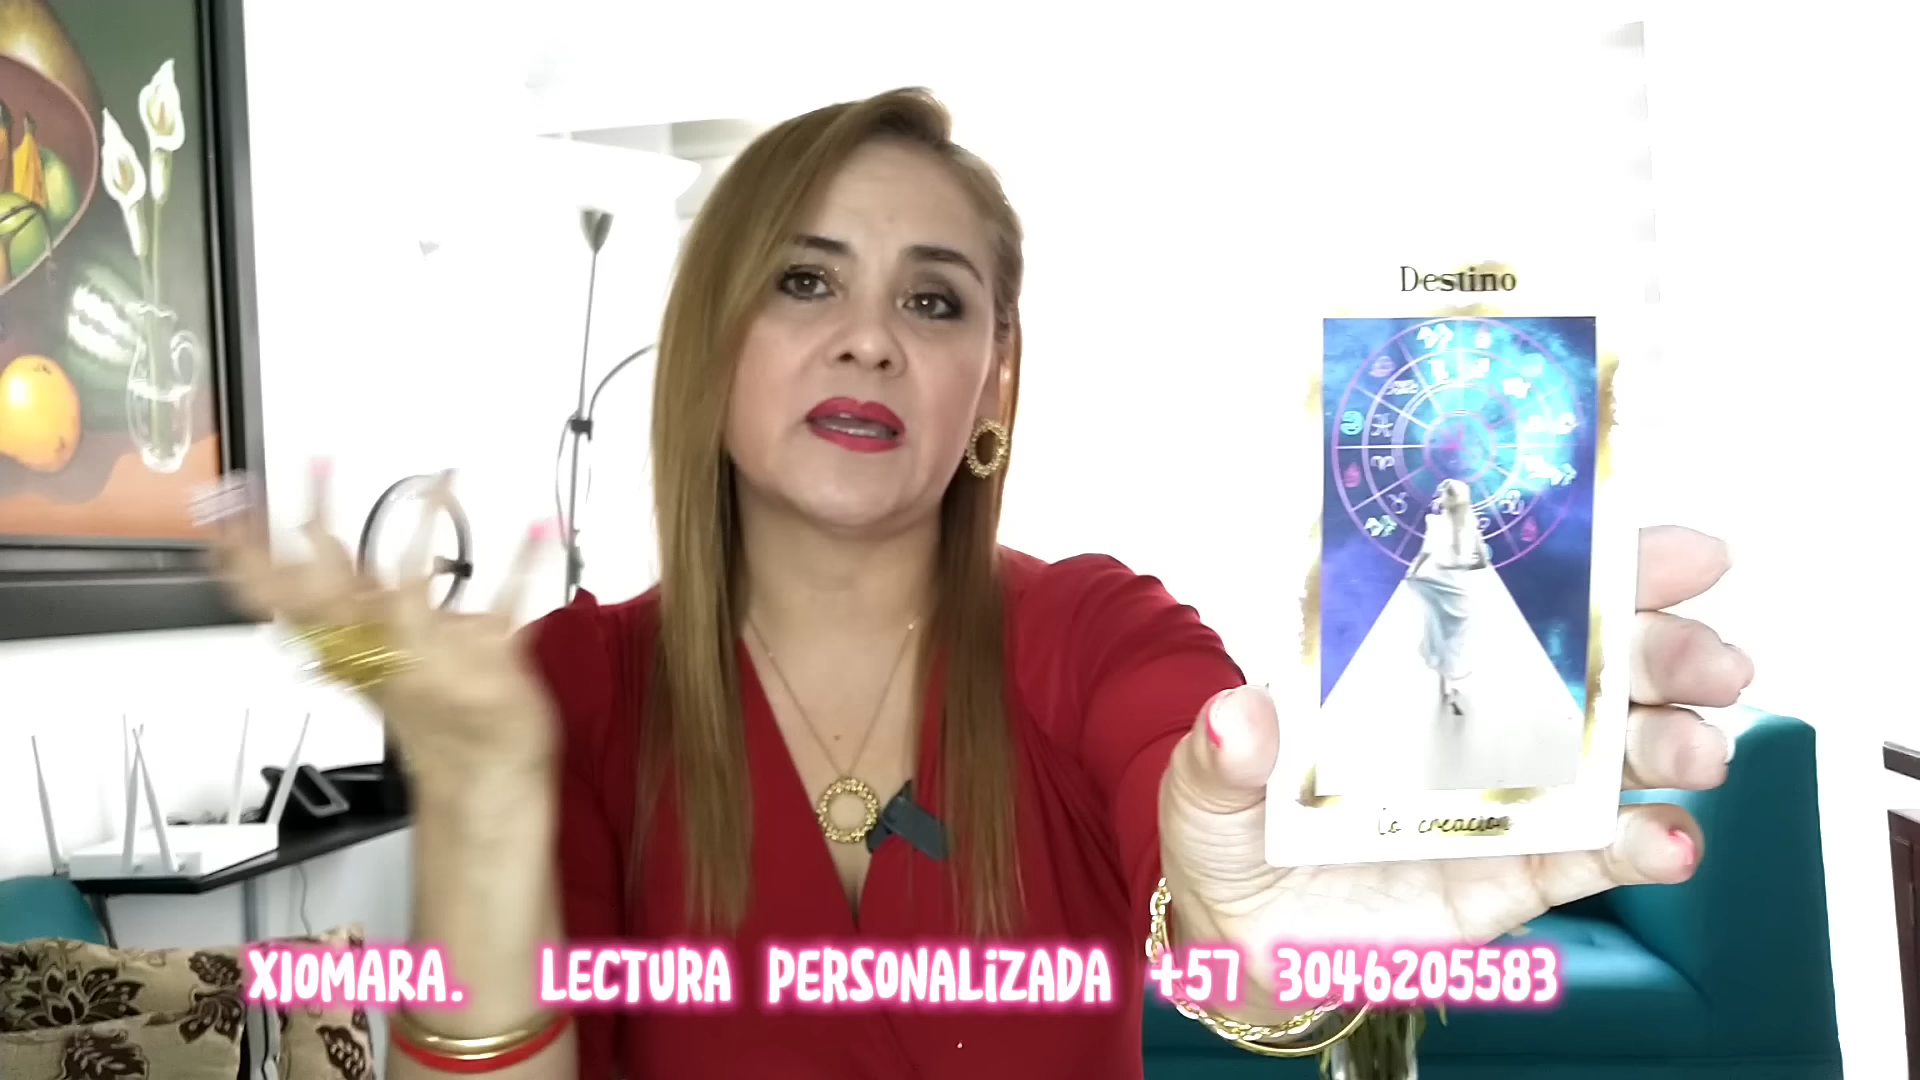 Destino
la creación
XIOMARA. LECTURA PERSONALIZADA +57 3046205583